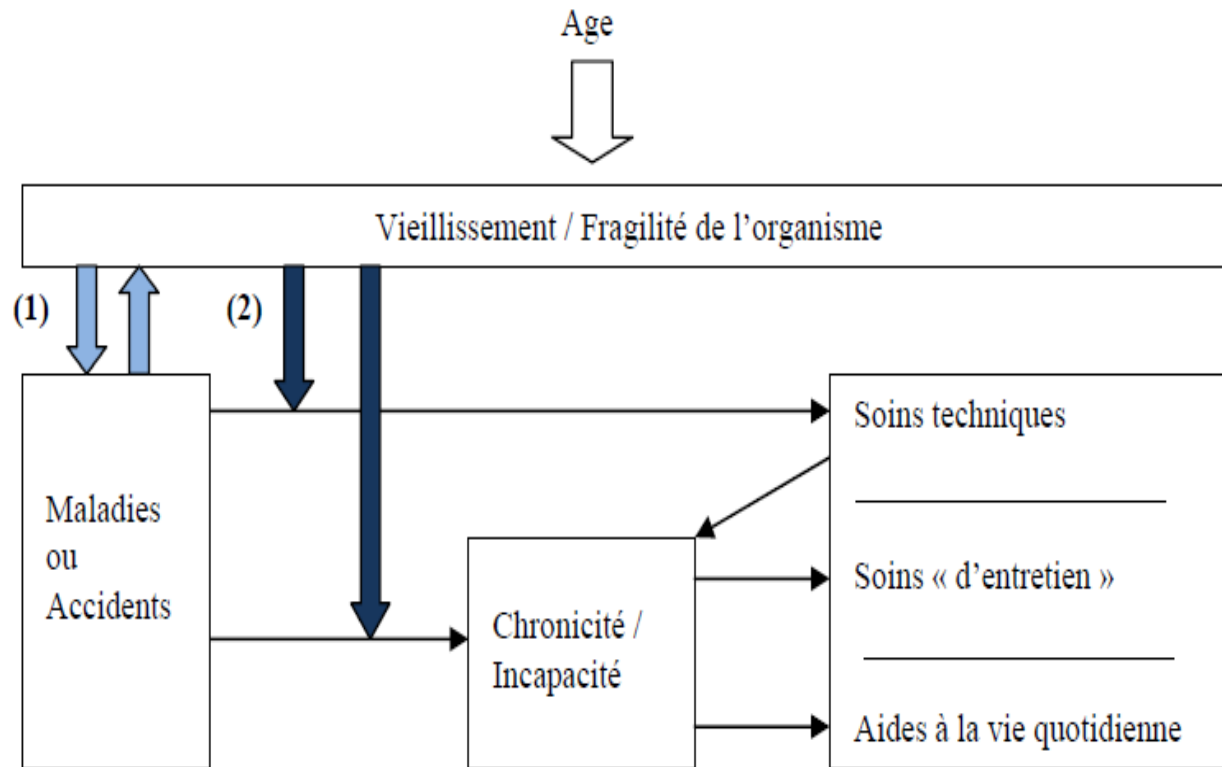 Age
Vieillissement / Fragilité de l’organisme
(1)
(2)
Maladies
ou
Accidents
Chronicité /
Incapacité
Soins techniques
Soins « d’entretien »
Aides à la vie quotidienne